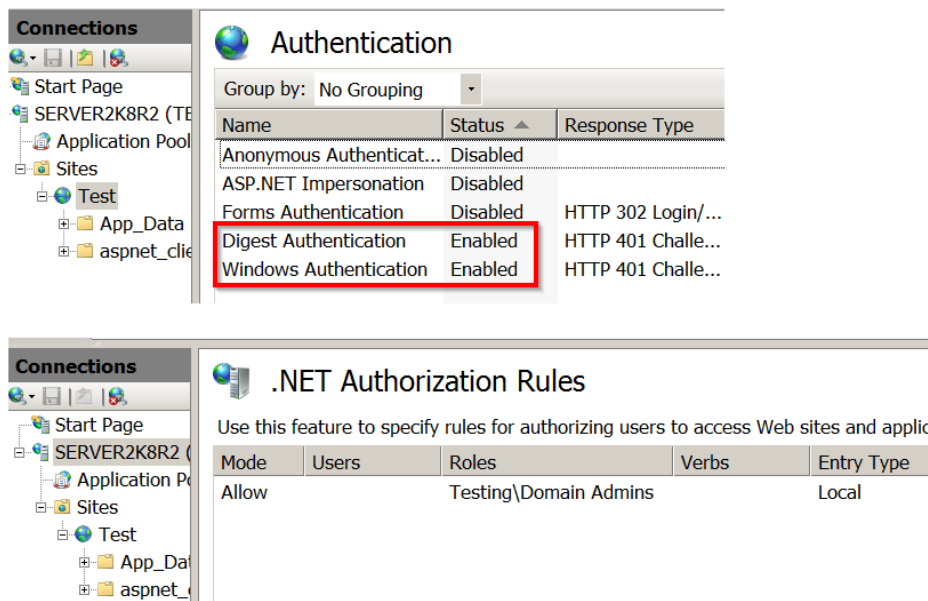 Connections
Start Page
SERVER2K8R2 (TE
Application Pool
Sites
Test
App_Data
aspnet_clie
Authentication
Group by: No Grouping
Name Status Response Type
Anonymous Authenticat... Disabled
ASP.NET Impersonation Disabled
Forms Authentication Disabled HTTP 302 Login/...
Digest Authentication Enabled HTTP 401 Challe...
Windows Authentication Enabled HTTP 401 Challe...
Connections
Start Page
SERVER2K8R2 (
Application Po
Sites
Test
App_Dat
aspnet_c
.NET Authorization Rules
Use this feature to specify rules for authorizing users to access Web sites and applic
Mode Users Roles Verbs Entry Type
Allow Testing\Domain Admins Local